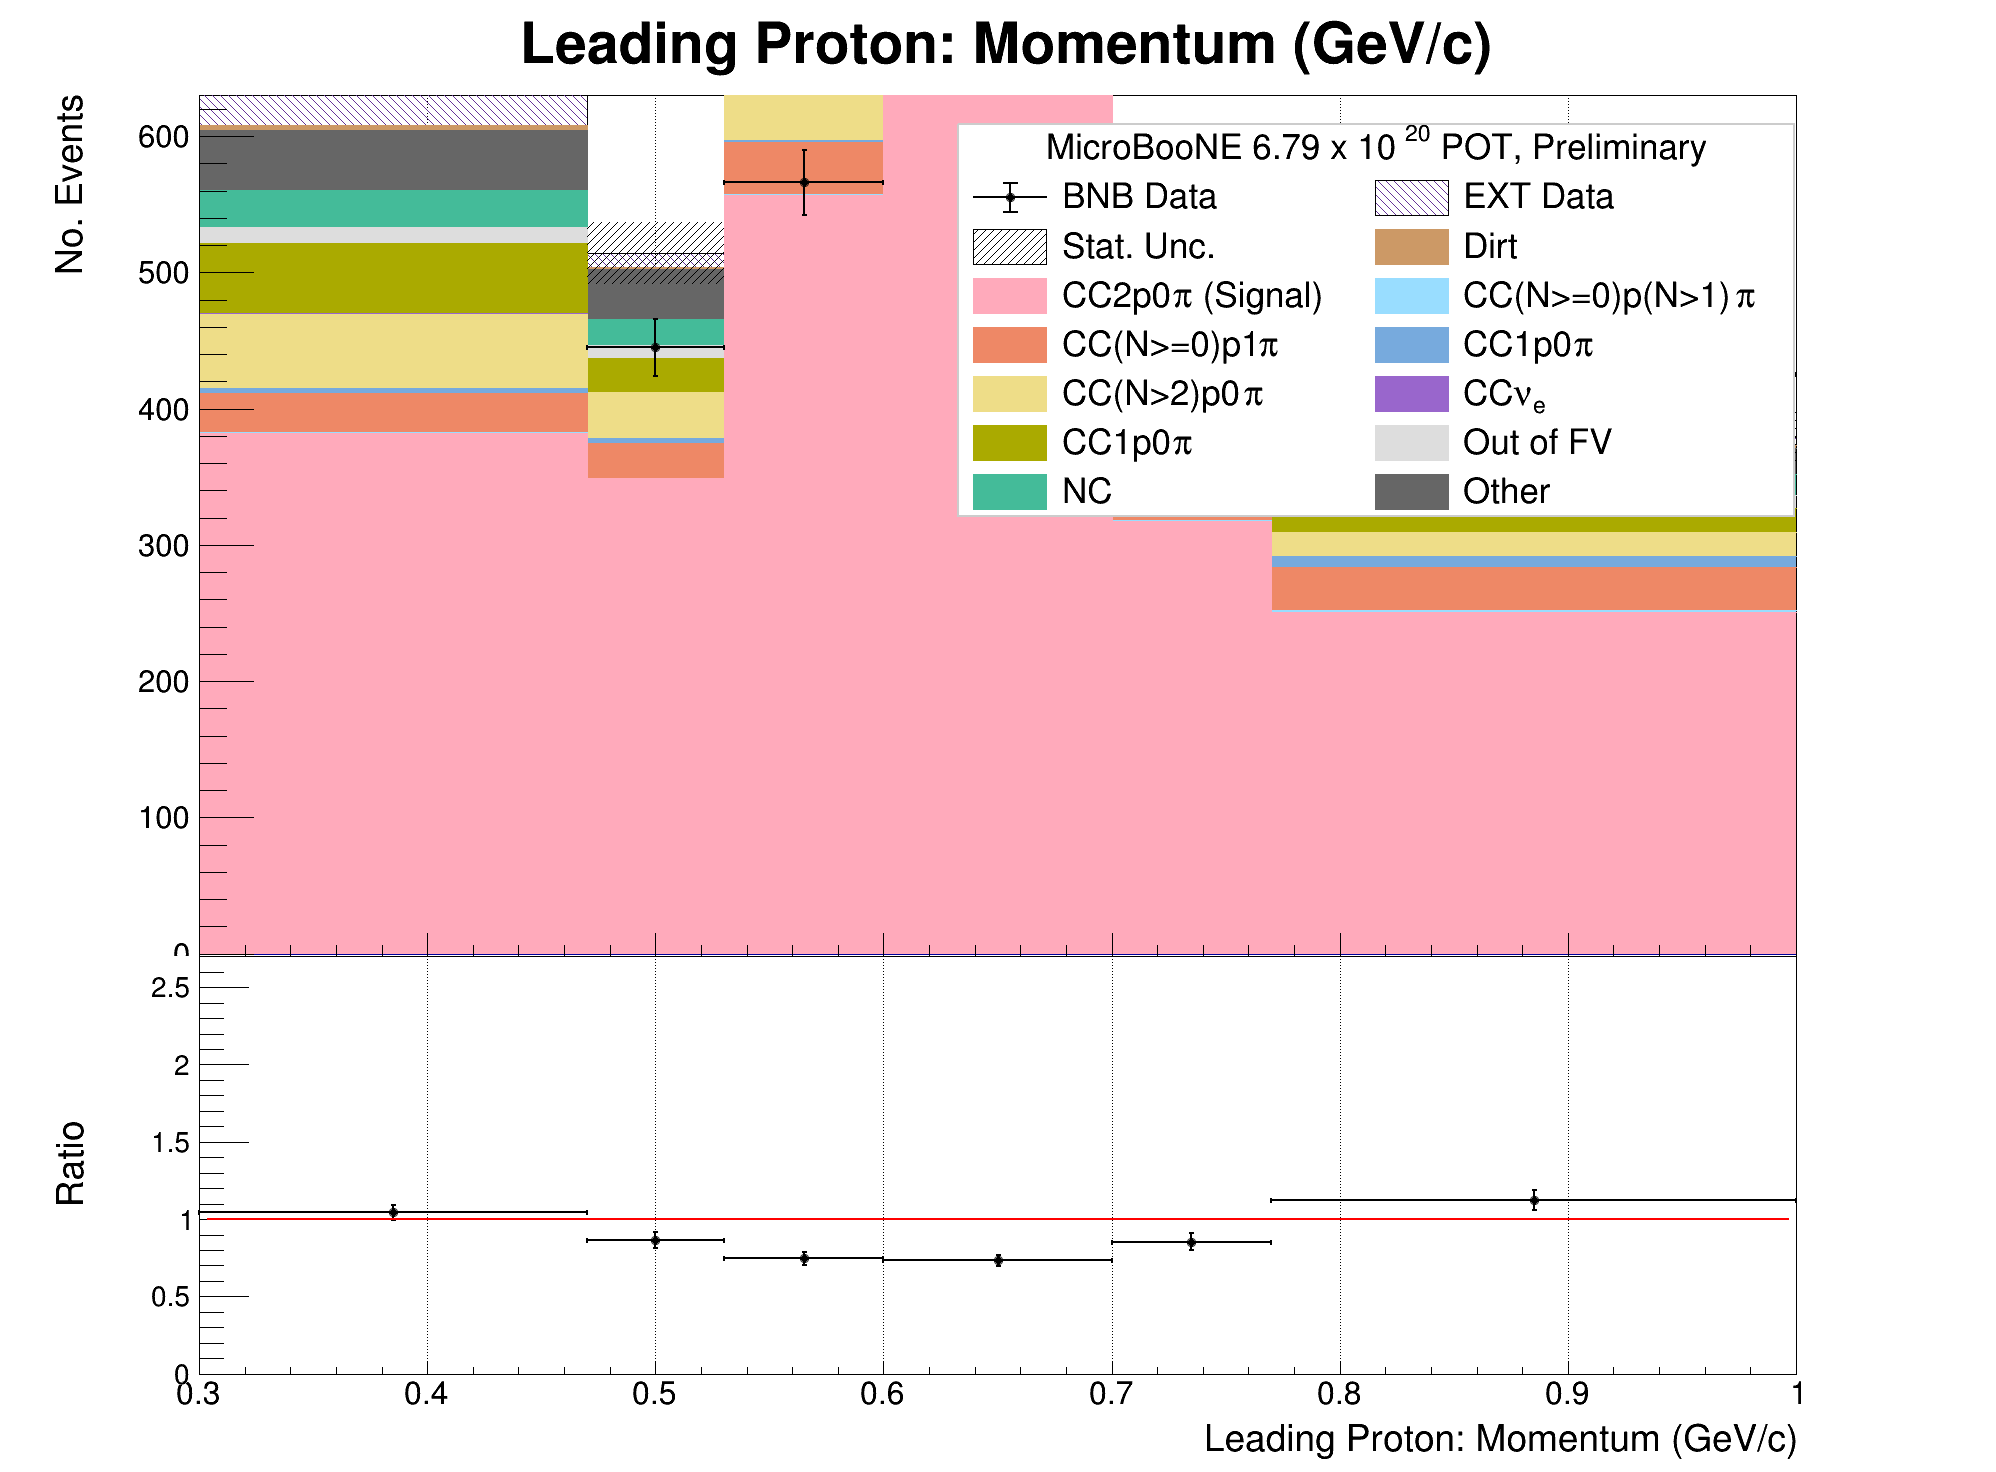 Leading Proton: Momentum (GeV/c)
No. Events
600
500
400
300
200
100
0
MicroBooNE 6.79 x 10 20 POT, Preliminary
BNB Data
EXT Data
Stat. Unc.
Dirt
CC2p0π (Signal)
CC(N>=0)p(N>1)π
CC(N>=0)p1π
CC1p0π
CC(N>2)p0π
CCνe
CC1p0π
Out of FV
NC
Other
Ratio
2.5
2
1.5
1
0.5
0
0.3 0.4 0.5 0.6 0.7 0.8 0.9 1
Leading Proton: Momentum (GeV/c)